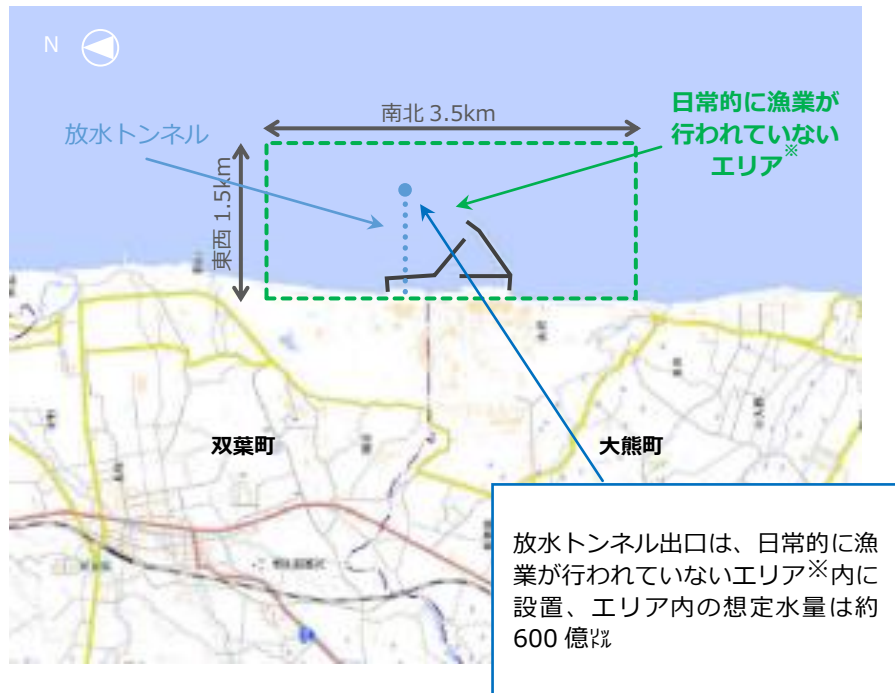 N
南北 3.5km
日常的に漁業が
行われていない
エリア※
放水トンネル
東西 1.5km
双葉町
大熊町
放水トンネル出口は、日常的に漁
業が行われていないエリア※内に
設置、エリア内の想定水量は約
600 億㍑